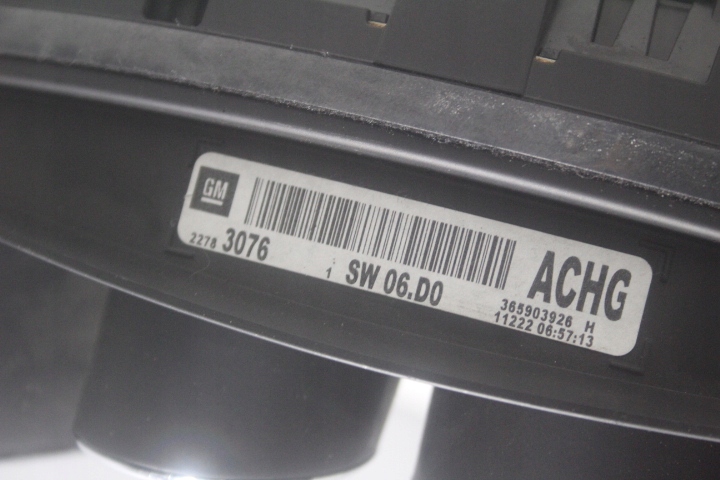 GM
2278 3076 1 SW 06.D0 ACHG
365903926 H
11222 06:57:13